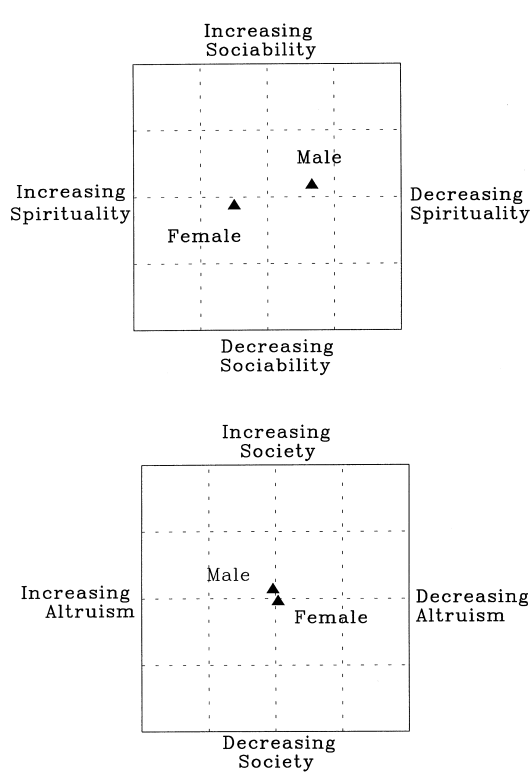 Increasing
Sociability
Male
Increasing
Spirituality
Decreasing
Spirituality
Female
Decreasing
Sociability
Increasing
Society
Male
Increasing
Altruism
Decreasing
Altruism
Female
Decreasing
Society